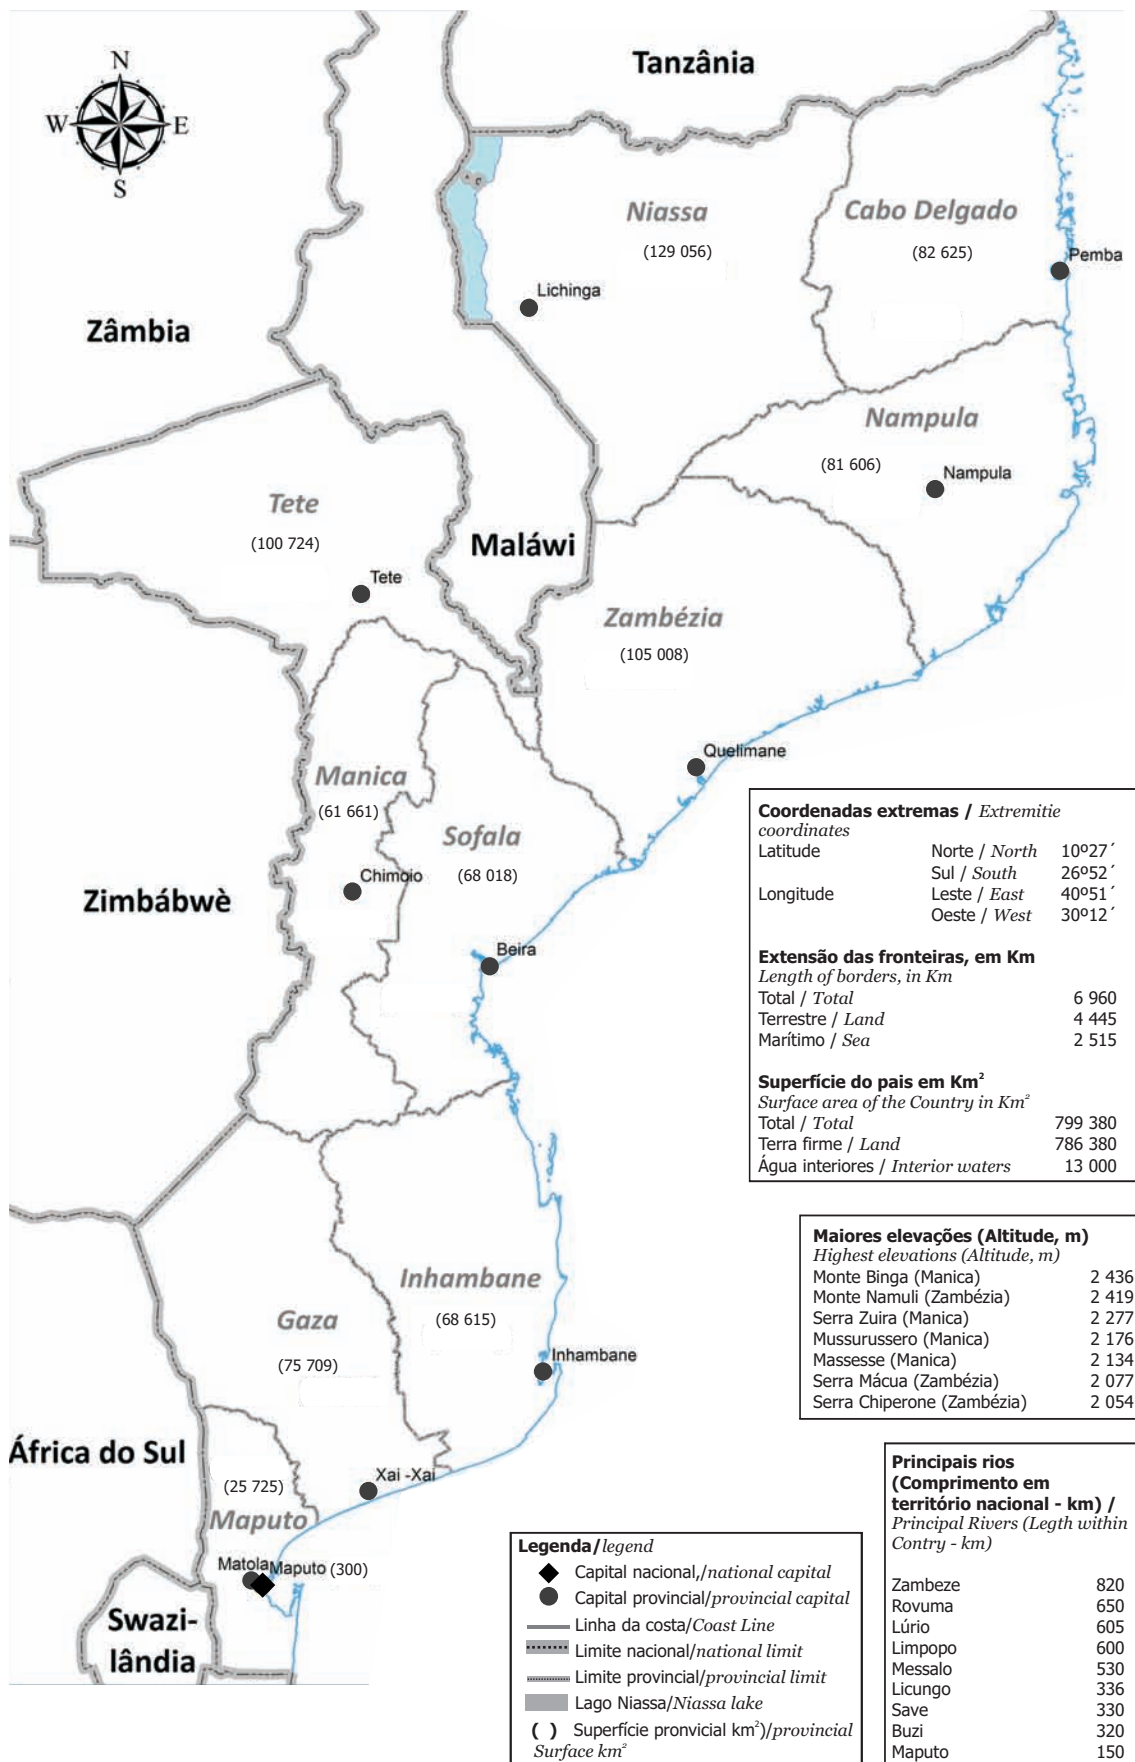 N
W E
S
Tanzânia
Niassa
(129 056)
Cabo Delgado
(82 625)
Pemba
Lichinga
Zâmbia
Nampula
(81 606)
Nampula
Tete
(100 724)
Maláwi
Tete
Zambézia
(105 008)
Quelimane
Manica
(61 661)
Sofala
(68 018)
Chimoio
Zimbábwè
Beira
Coordenadas extremas / Extremitie
coordinates
Latitude Norte / North 10º27´
Sul / South 26º52´
Longitude Leste / East 40º51´
Oeste / West 30º12´
Extensão das fronteiras, em Km
Length of borders, in Km
Total / Total 6 960
Terrestre / Land 4 445
Marítimo / Sea 2 515
Superfície do pais em Km²
Surface area of the Country in Km²
Total / Total 799 380
Terra firme / Land 786 380
Água interiores / Interior waters 13 000
Inhambane
(68 615)
Gaza
(75 709)
Inhambane
Maiores elevações (Altitude, m)
Highest elevations (Altitude, m)
Monte Binga (Manica) 2 436
Monte Namuli (Zambézia) 2 419
Serra Zuira (Manica) 2 277
Mussurussero (Manica) 2 176
Massesse (Manica) 2 134
Serra Mácua (Zambézia) 2 077
Serra Chiperone (Zambézia) 2 054
África do Sul
Xai -Xai
(25 725)
Maputo
Matola Maputo (300)
Swazi-
lândia
Legenda/legend
Capital nacional,/national capital
Capital provincial/provincial capital
Linha da costa/Coast Line
Limite nacional/national limit
Limite provincial/provincial limit
Lago Niassa/Niassa lake
( ) Superfície pronvicial km²)/provincial
Surface km²
Principais rios
(Comprimento em
território nacional - km) /
Principal Rivers (Legth within
Contry - km)
Zambeze 820
Rovuma 650
Lúrio 605
Limpopo 600
Messalo 530
Licungo 336
Save 330
Buzi 320
Maputo 150